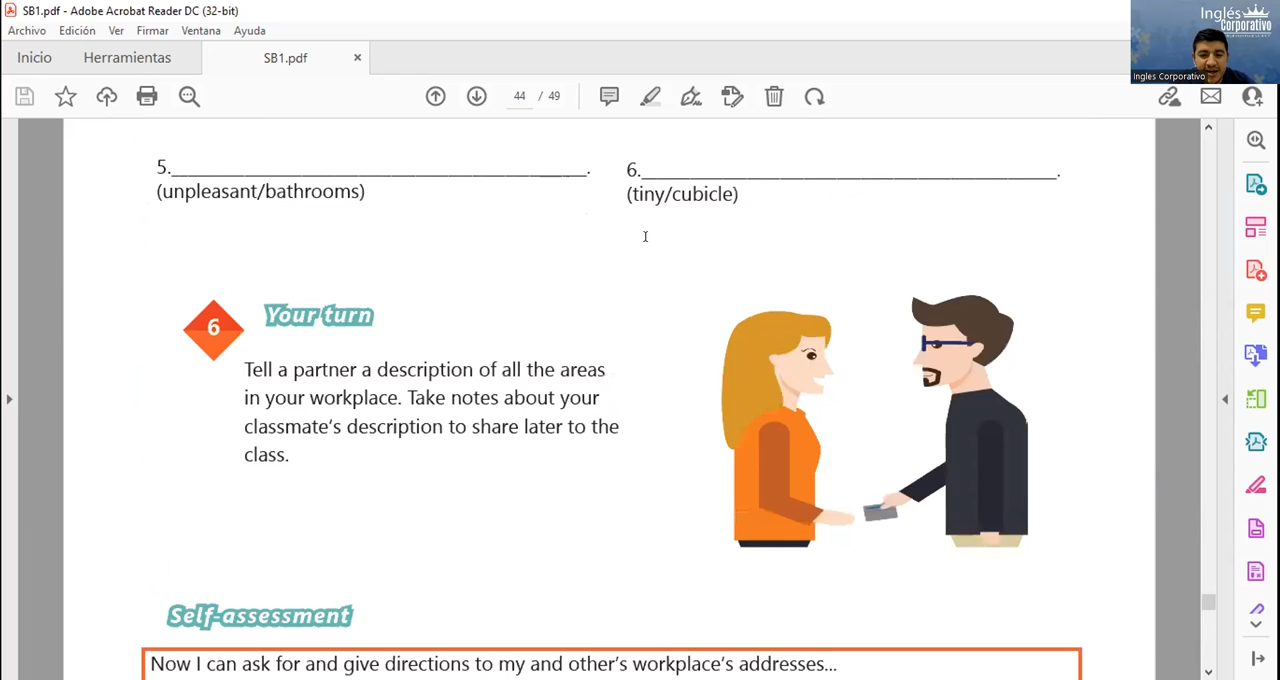 SB1.pdf - Adobe Acrobat Reader DC (32-bit)
Archivo Edición Ver Firmar Ventana Ayuda
Inicio Herramientas SB1.pdf ×
44 / 49
Inglés
Corporativo
Ingles Corporativo
5.___________________________________________.
(unpleasant/bathrooms)
6.___________________________________________.
(tiny/cubicle)
6 Your turn
Tell a partner a description of all the areas
in your workplace. Take notes about your
classmate's description to share later to the
class.
Self-assessment
Now I can ask for and give directions to my and other's workplace's addresses...